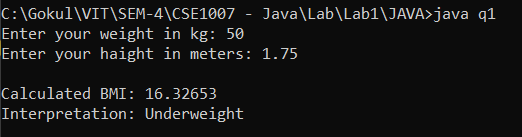 C:\Gokul\VIT\SEM-4\CSE1007 - Java\Lab\Lab1\JAVA>java q1
Enter your weight in kg: 50
Enter your haight in meters: 1.75
Calculated BMI: 16.32653
Interpretation: Underweight